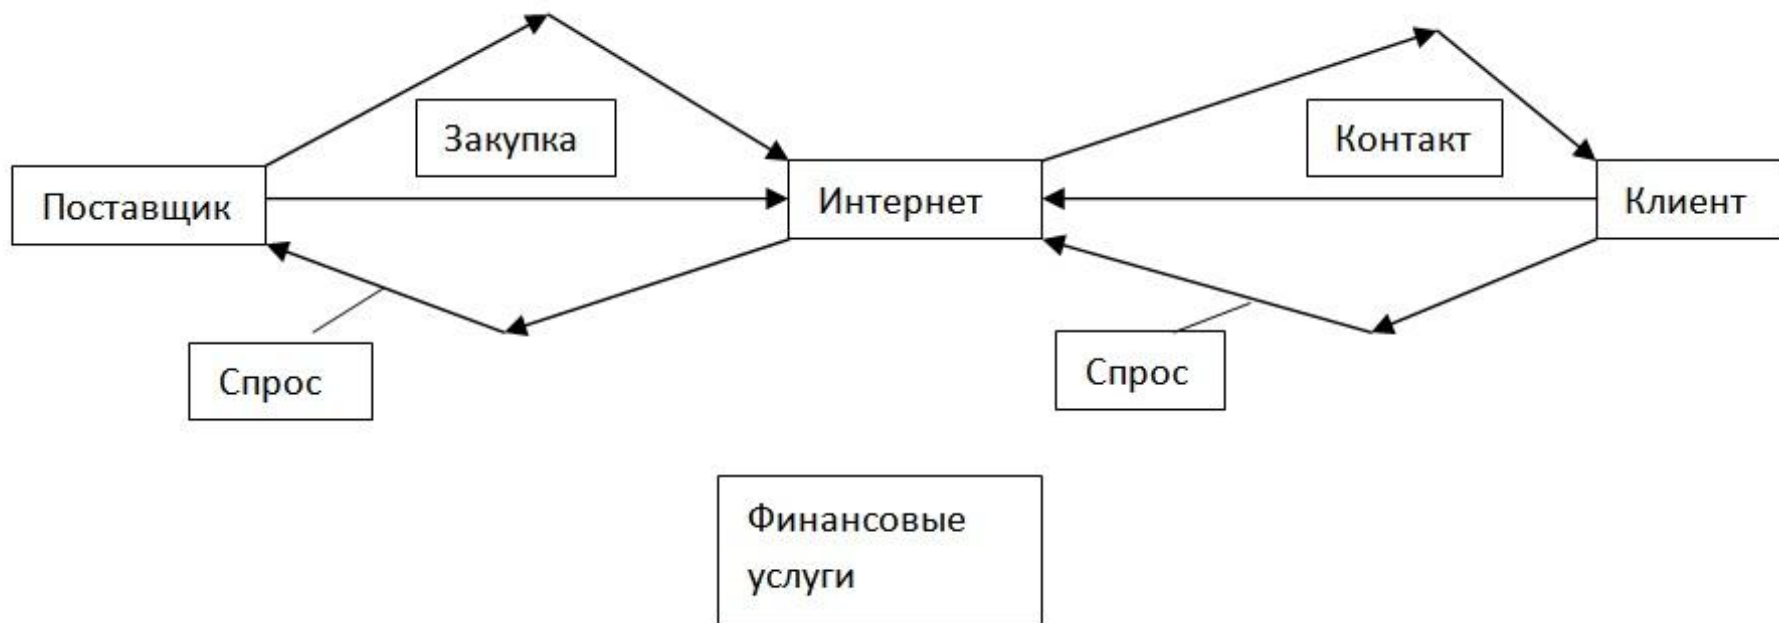 Закупка
Контакт
Поставщик
Интернет
Клиент
Спрос
Спрос
Финансовые
услуги